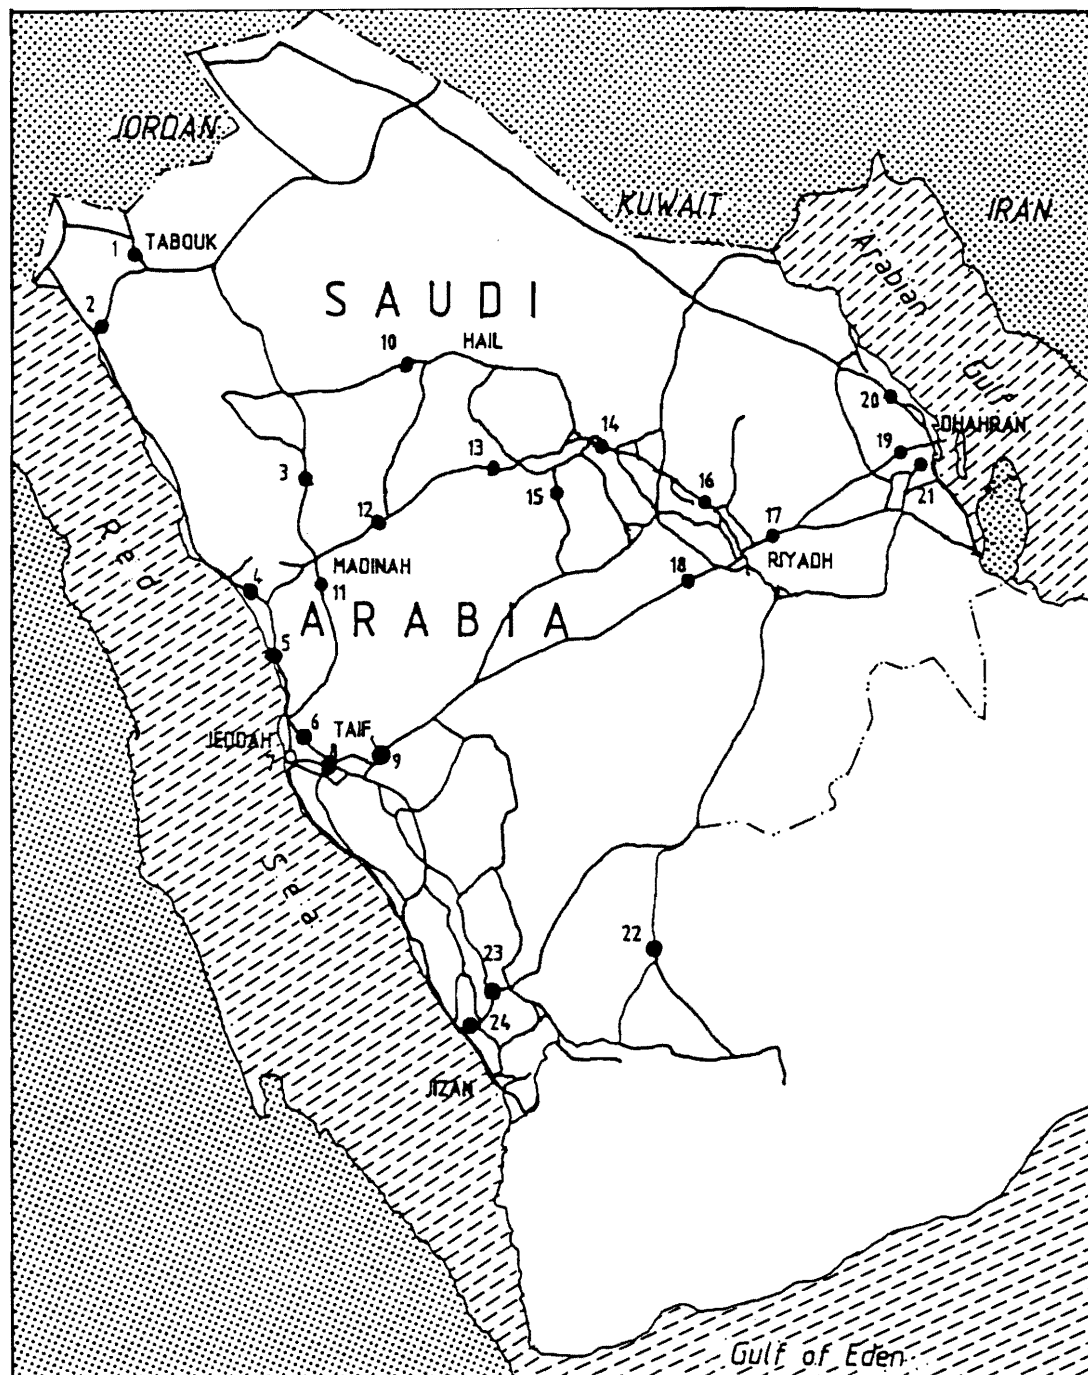 JORDAN
KUWAIT
IRAN
1 TABOUK
Arabian
Gulf
2
SAUDI
10 HAIL
20
DHAHRAN
14
19
13
3
16
21
15
12
17
MADINAH
RIYADH
18
Red
4
11
ARABIA
5
6 TAIF
JEDDAH
8
9
Sea
22
23
24
JIZAN
Gulf of Eden